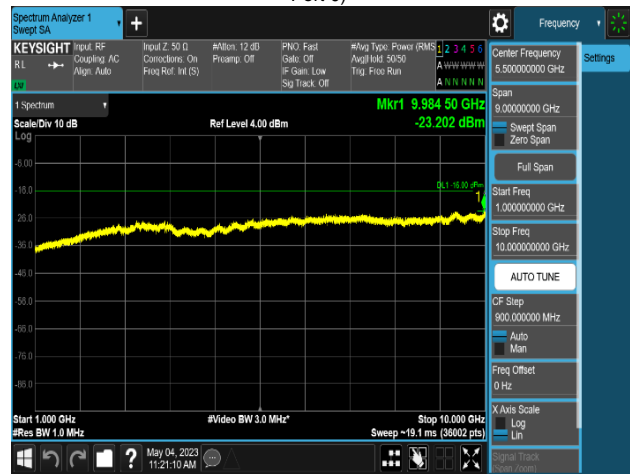 Spectrum Analyzer 1
Swept SA
Frequency
KEYSIGHT
RL
Input: RF
Coupling: AC
Align: Auto
Input Z: 50 Ω
Corrections: On
Freq Ref: Int (S)
#Atten: 12 dB
Preamp: Off
PNO: Fast
Gate: Off
IF Gain: Low
Sig Track: Off
#Avg Type: Power (RMS
Avg|Hold: 50/50
Trig: Free Run
1 2 3 4 5 6
A W W W W W
A N N N N N
LW
1 Spectrum
Scale/Div 10 dB
Log
Ref Level 4.00 dBm
Mkr1 9.984 50 GHz
-23.202 dBm
DL1 -16.00 dBm
1
-6.00
-16.0
-26.0
-36.0
-46.0
-56.0
-66.0
-76.0
-86.0
Start 1.000 GHz
#Res BW 1.0 MHz
#Video BW 3.0 MHz*
Stop 10.000 GHz
Sweep ~19.1 ms (36002 pts)
May 04, 2023
11:21:10 AM
Center Frequency
5.500000000 GHz
Span
9.00000000 GHz
Swept Span
Zero Span
Full Span
Start Freq
1.000000000 GHz
Stop Freq
10.000000000 GHz
AUTO TUNE
CF Step
900.000000 MHz
Auto
Man
Freq Offset
0 Hz
X Axis Scale
Log
Lin
Signal Track
(Span Zoom)
Settings